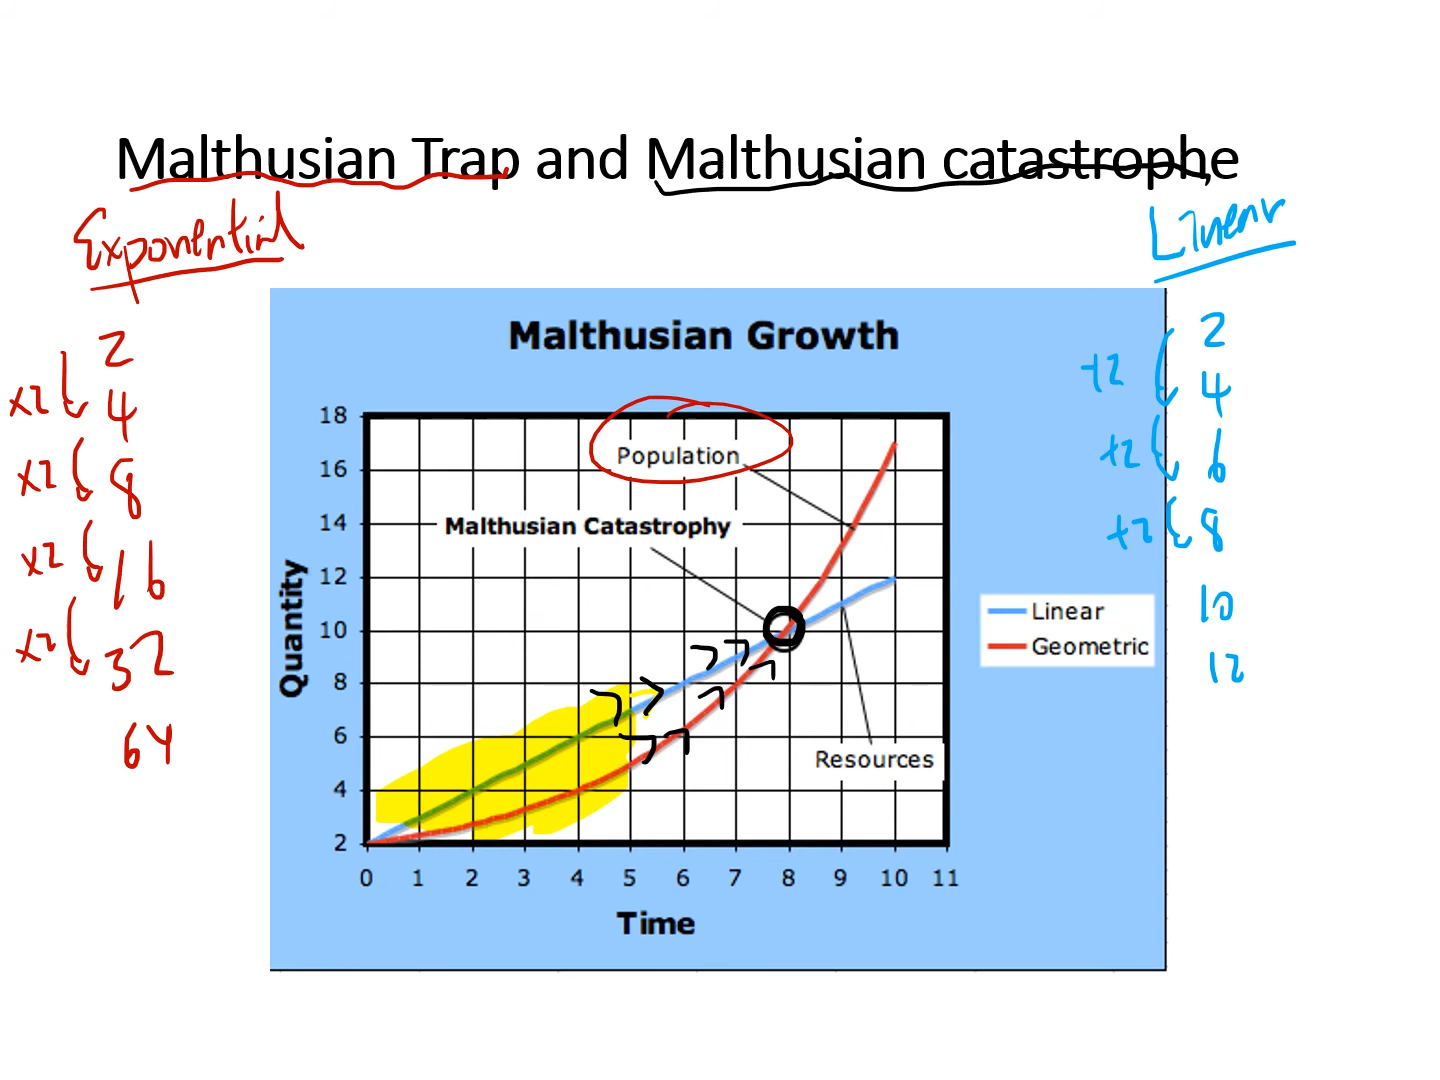 Malthusian Trap and Malthusian catastrophe
Exponential
Linear
2
x2
4
x2
8
x2
16
x2
32
64
2
+2
4
+2
6
+2
8
10
12
Malthusian Growth
Population
Malthusian Catastrophy
Resources
Quantity
18
16
14
12
10
8
6
4
2
0 1 2 3 4 5 6 7 8 9 10 11
Time
Linear
Geometric